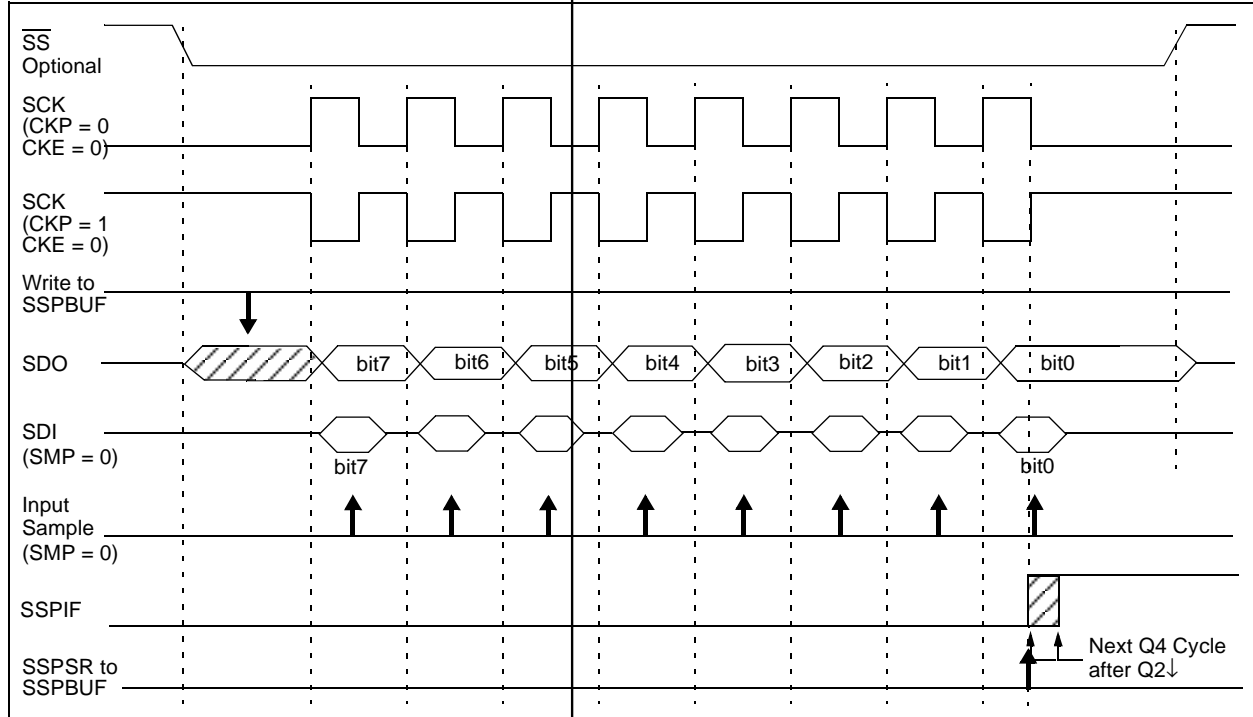 SS
Optional
SCK
(CKP = 0
CKE = 0)
SCK
(CKP = 1
CKE = 0)
Write to
SSPBUF
SDO
bit7 bit6 bit5 bit4 bit3 bit2 bit1 bit0
SDI
(SMP = 0)
bit7 bit0
Input
Sample
(SMP = 0)
SSPIF
Next Q4 Cycle
after Q2↓
SSPSR to
SSPBUF